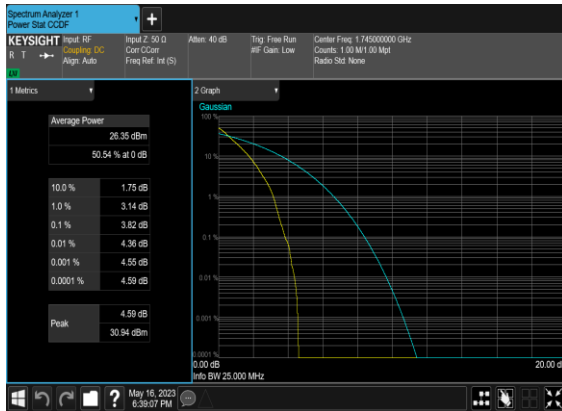 Spectrum Analyzer 1
Power Stat CCDF
+
KEYSIGHT
R T
LXI
Input: RF
Coupling: DC
Align: Auto
Input Z: 50 Ω
Corr CCorr
Freq Ref: Int (S)
Atten: 40 dB
Trig: Free Run
#IF Gain: Low
Center Freq: 1.745000000 GHz
Counts: 1.00 M/1.00 Mpt
Radio Std: None
1 Metrics
Average Power
26.35 dBm
50.54 % at 0 dB
10.0 % 1.75 dB
1.0 % 3.14 dB
0.1 % 3.82 dB
0.01 % 4.36 dB
0.001 % 4.55 dB
0.0001 % 4.59 dB
Peak
4.59 dB
30.94 dBm
2 Graph
Gaussian
100 %
10 %
1 %
0.1 %
0.01 %
0.001 %
0.0001 %
0.00 dB
20.00 d
Info BW 25.000 MHz
?
May 16, 2023
6:39:07 PM